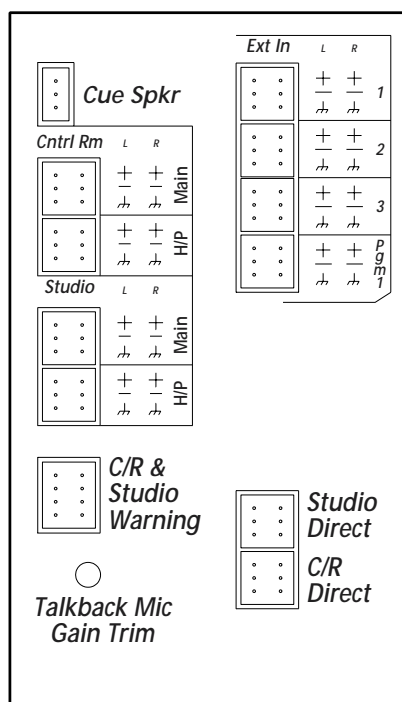 Cue Spkr
Cntrl Rm L R
+ + Main
− −
+ + H/P
− −
Studio L R
+ + Main
− −
+ + H/P
− −
C/R &
Studio
Warning
Talkback Mic
Gain Trim
Ext In L R
+ + 1
− −
+ + 2
− −
+ + 3
− −
+ + Pgm 1
− −
Studio
Direct
C/R
Direct